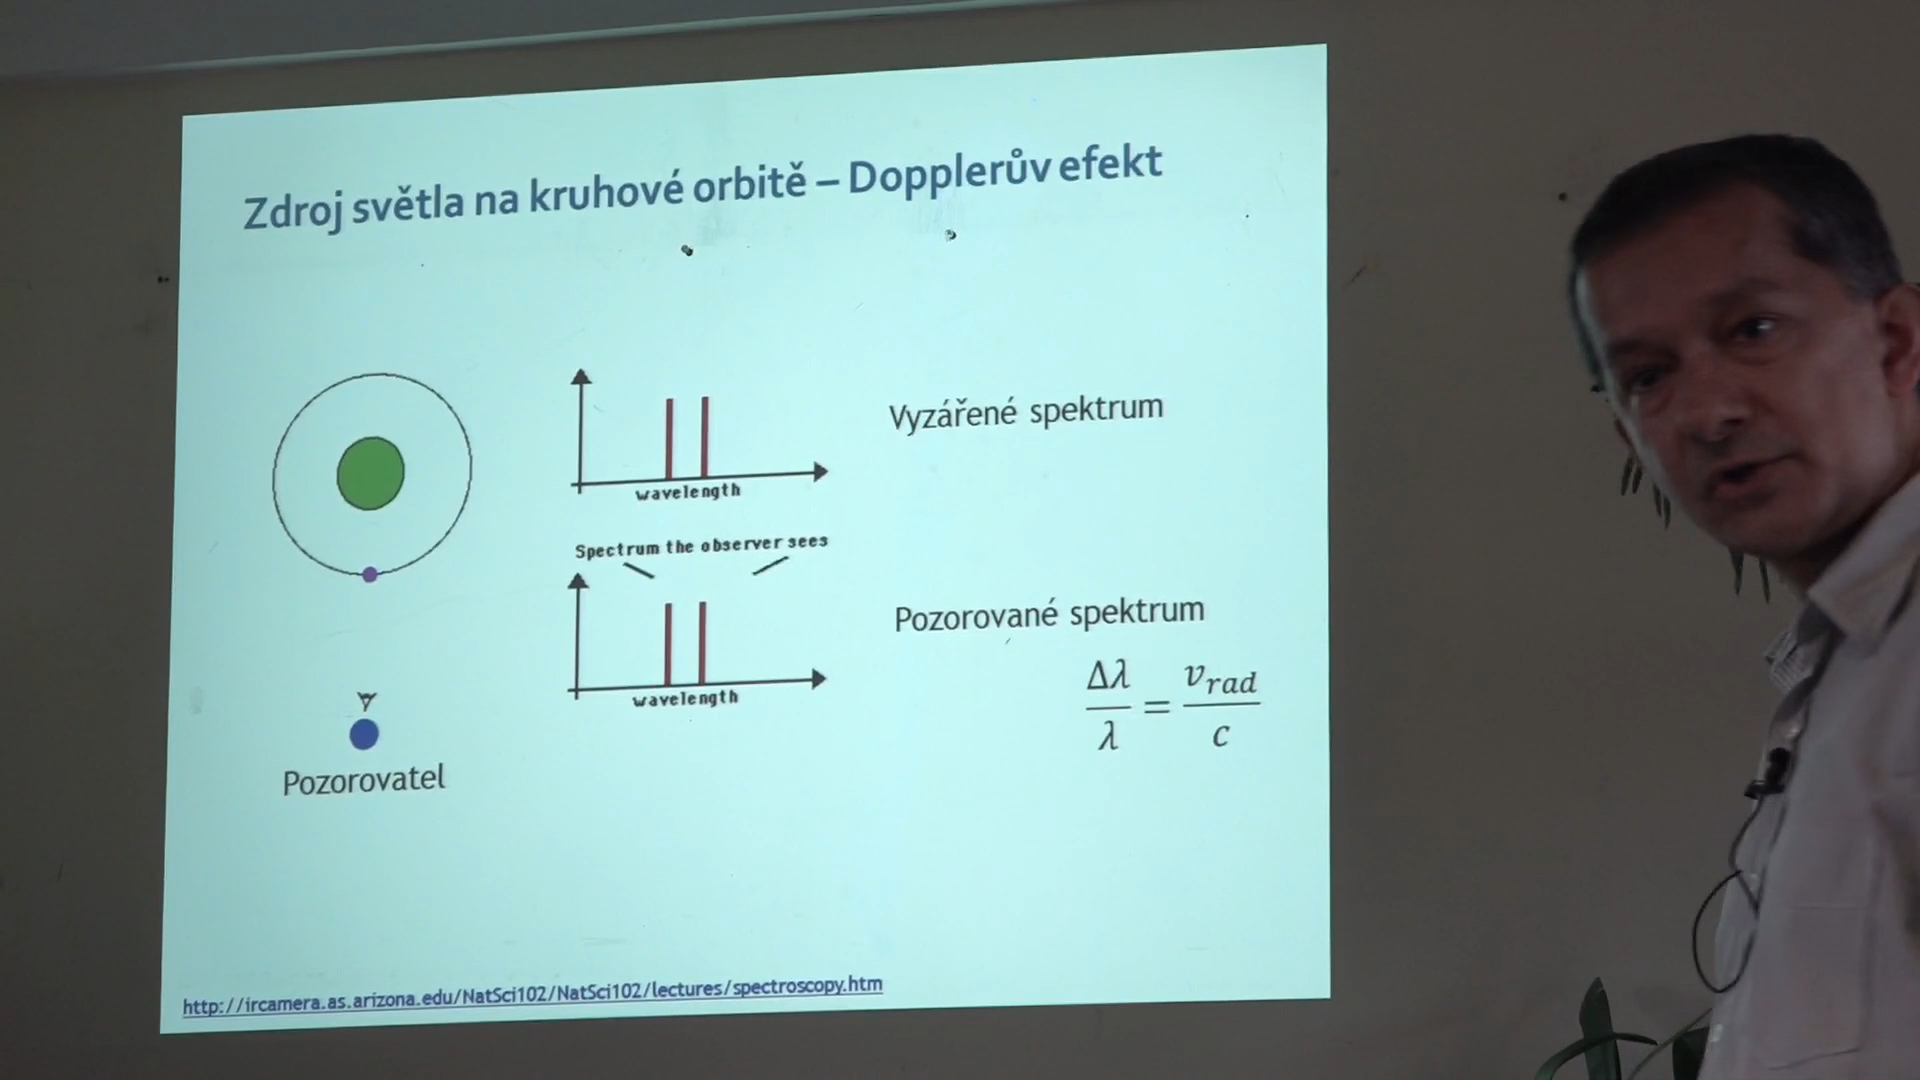 Zdroj světla na kruhové orbitě – Dopplerův efekt
Vyzářené spektrum
wavelength
Spectrum the observer sees
Pozorované spektrum
wavelength
Δλ/λ = v_rad/c
Pozorovatel
http://ircamera.as.arizona.edu/NatSci102/NatSci102/lectures/spectroscopy.htm